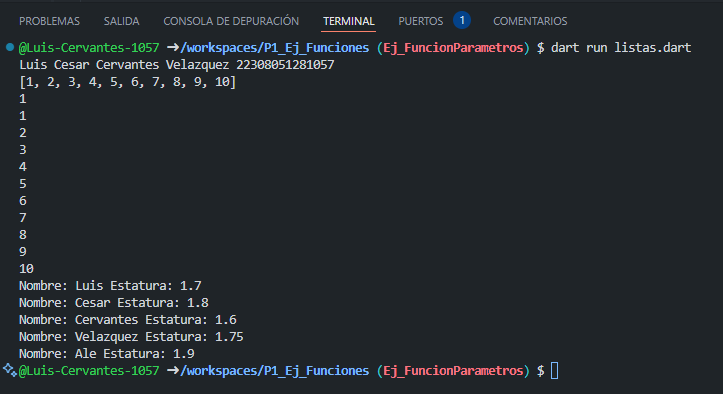 PROBLEMAS SALIDA CONSOLA DE DEPURACIÓN TERMINAL PUERTOS 1 COMENTARIOS
@Luis-Cervantes-1057 ➜/workspaces/P1_Ej_Funciones (Ej_FuncionParametros) $ dart run listas.dart
Luis Cesar Cervantes Velazquez 22308051281057
[1, 2, 3, 4, 5, 6, 7, 8, 9, 10]
1
1
2
3
4
5
6
7
8
9
10
Nombre: Luis Estatura: 1.7
Nombre: Cesar Estatura: 1.8
Nombre: Cervantes Estatura: 1.6
Nombre: Velazquez Estatura: 1.75
Nombre: Ale Estatura: 1.9
@Luis-Cervantes-1057 ➜/workspaces/P1_Ej_Funciones (Ej_FuncionParametros) $